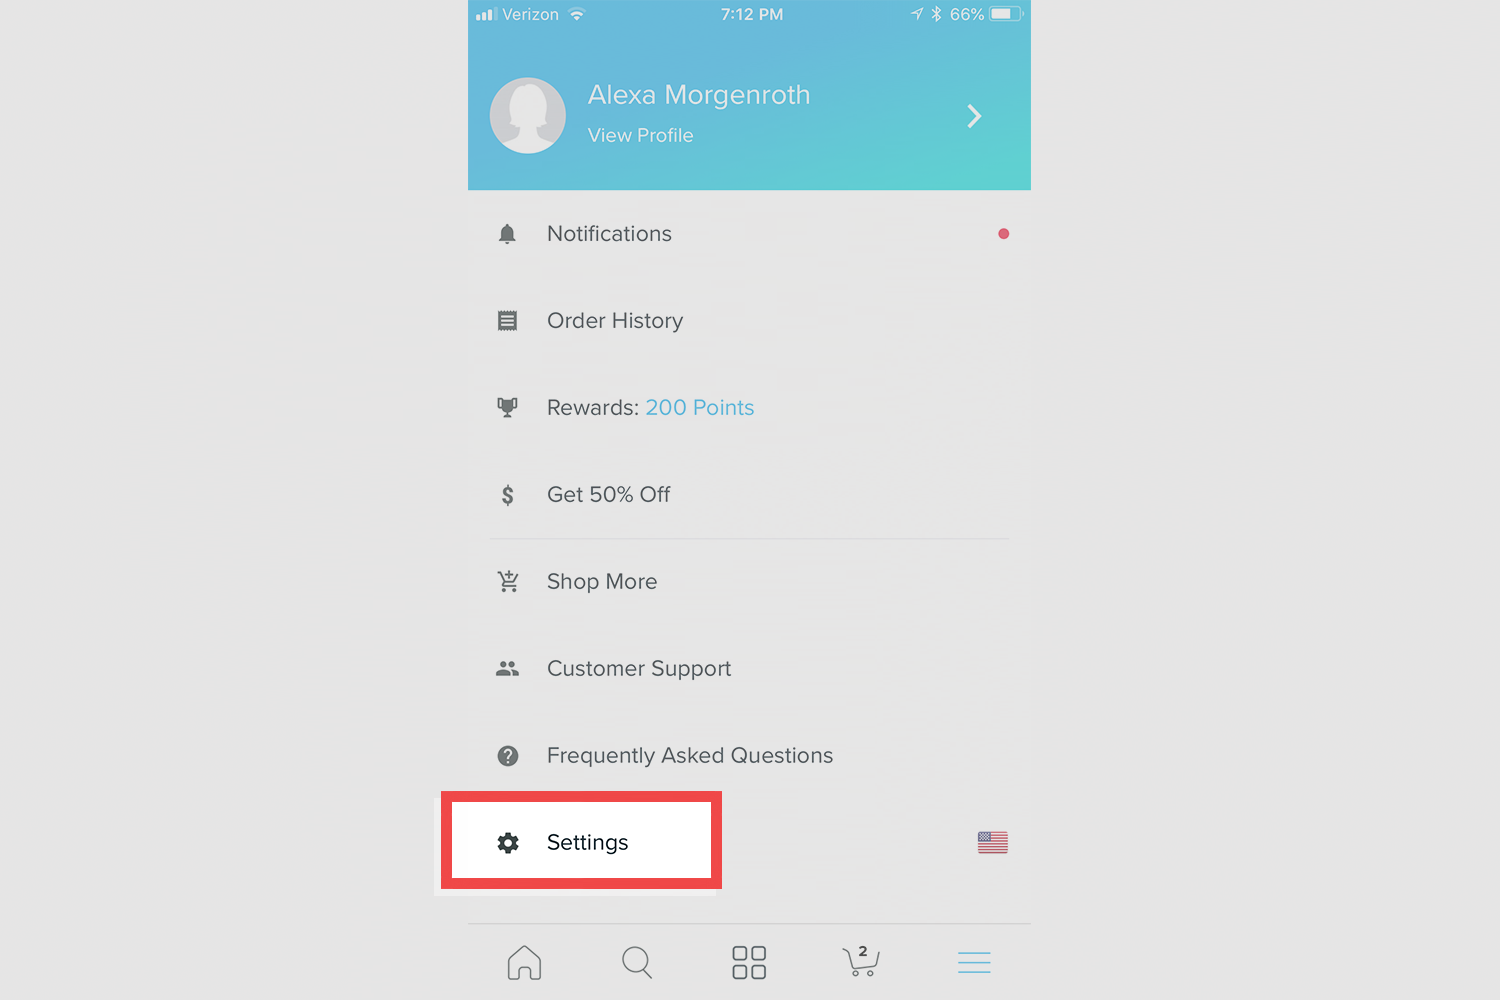 Verizon 7:12 PM 66%
Alexa Morgenroth
View Profile
Notifications
Order History
Rewards: 200 Points
$ Get 50% Off
Shop More
Customer Support
? Frequently Asked Questions
Settings
2